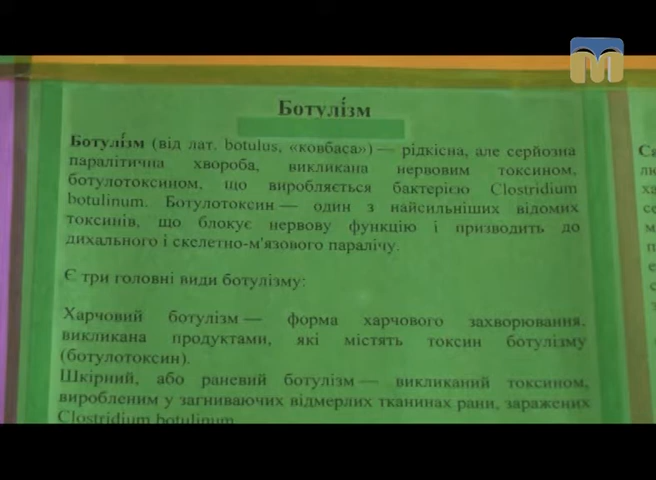 Ботулі́зм
Ботулі́зм (від лат. botulus, «ковбаса») — рідкісна, але серйозна
паралітична хвороба, викликана нервовим токсином,
ботулотоксином, що виробляється бактерією Clostridium
botulinum. Ботулотоксин — один з найсильніших відомих
токсинів, що блокує нервову функцію і призводить до
дихального і скелетно-м'язового паралічу.
Є три головні види ботулізму:
Харчовий ботулізм — форма харчового захворювання,
викликана продуктами, які містять токсин ботулізму
(ботулотоксин).
Шкірний, або раневий ботулізм — викликаний токсином,
виробленим у загниваючих відмерлих тканинах рани, заражених
Clostridium botulinum.